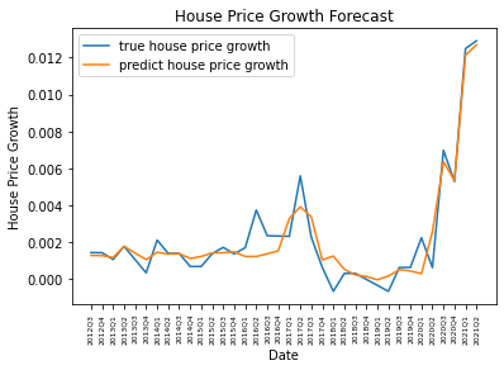 House Price Growth Forecast
true house price growth
predict house price growth
House Price Growth
0.012
0.010
0.008
0.006
0.004
0.002
0.000
2012Q3 2012Q4 2013Q1 2013Q2 2013Q3 2013Q4 2014Q1 2014Q2 2014Q3 2014Q4 2015Q1 2015Q2 2015Q3 2015Q4 2016Q1 2016Q2 2016Q3 2016Q4 2017Q1 2017Q2 2017Q3 2017Q4 2018Q1 2018Q2 2018Q3 2018Q4 2019Q1 2019Q2 2019Q3 2019Q4 2020Q1 2020Q2 2020Q3 2020Q4 2021Q1 2021Q2
Date